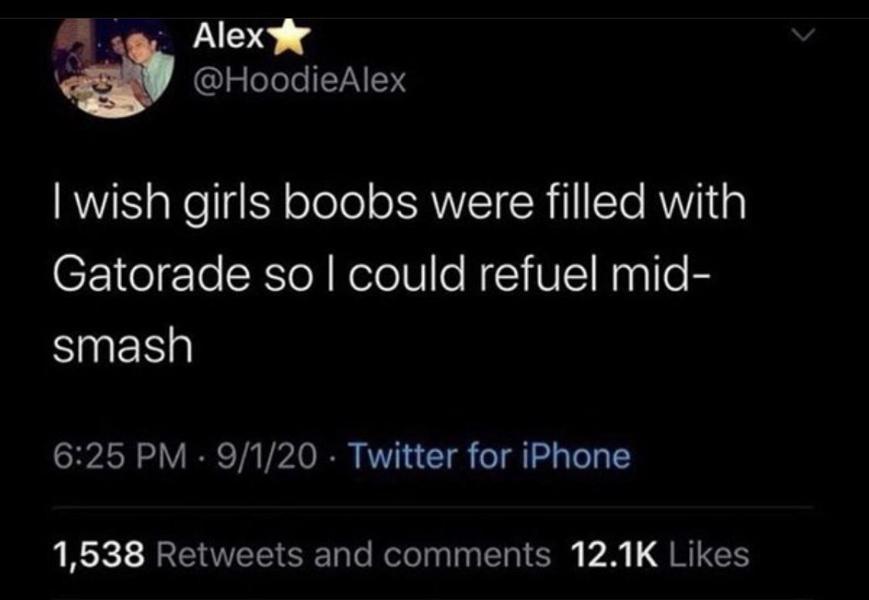 Alex⭐
@HoodieAlex
I wish girls boobs were filled with
Gatorade so I could refuel mid-
smash
6:25 PM · 9/1/20 · Twitter for iPhone
1,538 Retweets and comments 12.1K Likes